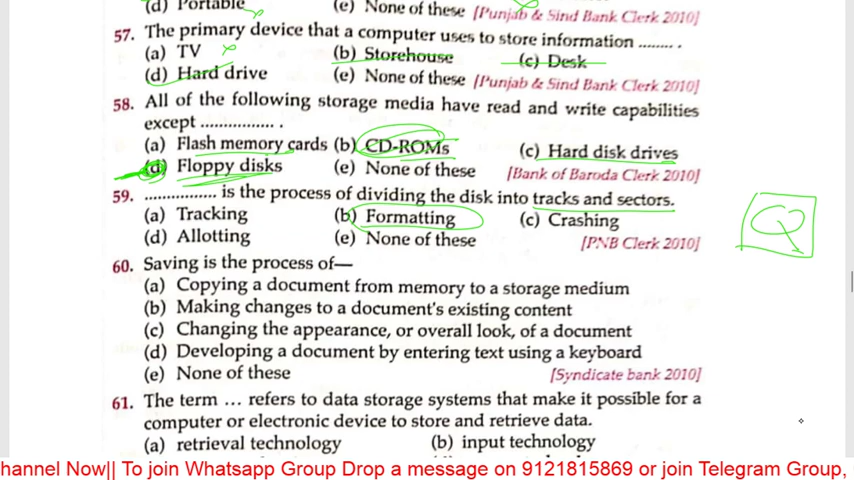 (d) Portable (e) None of these [Punjab & Sind Bank Clerk 2010]
57. The primary device that a computer uses to store information ........ .
(a) TV (b) Storehouse (c) Desk
(d) Hard drive (e) None of these [Punjab & Sind Bank Clerk 2010]
58. All of the following storage media have read and write capabilities
except ................ .
(a) Flash memory cards (b) CD-ROMs (c) Hard disk drives
(d) Floppy disks (e) None of these [Bank of Baroda Clerk 2010]
59. ................. is the process of dividing the disk into tracks and sectors.
(a) Tracking (b) Formatting (c) Crashing
(d) Allotting (e) None of these [PNB Clerk 2010]
60. Saving is the process of—
(a) Copying a document from memory to a storage medium
(b) Making changes to a document's existing content
(c) Changing the appearance, or overall look, of a document
(d) Developing a document by entering text using a keyboard
(e) None of these [Syndicate bank 2010]
61. The term ... refers to data storage systems that make it possible for a
computer or electronic device to store and retrieve data.
(a) retrieval technology (b) input technology
hannel Now|| To join Whatsapp Group Drop a message on 9121815869 or join Telegram Group,